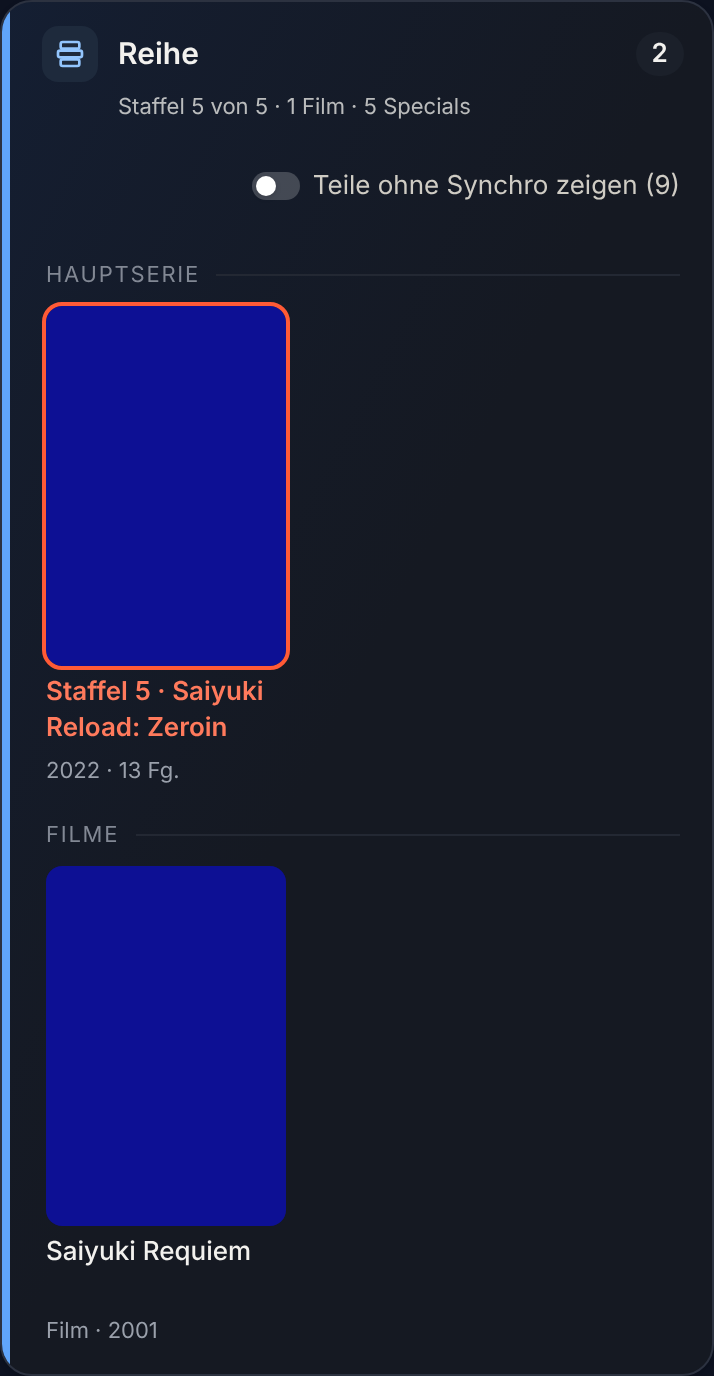 Reihe
2
Staffel 5 von 5 · 1 Film · 5 Specials
Teile ohne Synchro zeigen (9)
HAUPTSERIE
Staffel 5 · Saiyuki
Reload: Zeroin
2022 · 13 Fg.
FILME
Saiyuki Requiem
Film · 2001